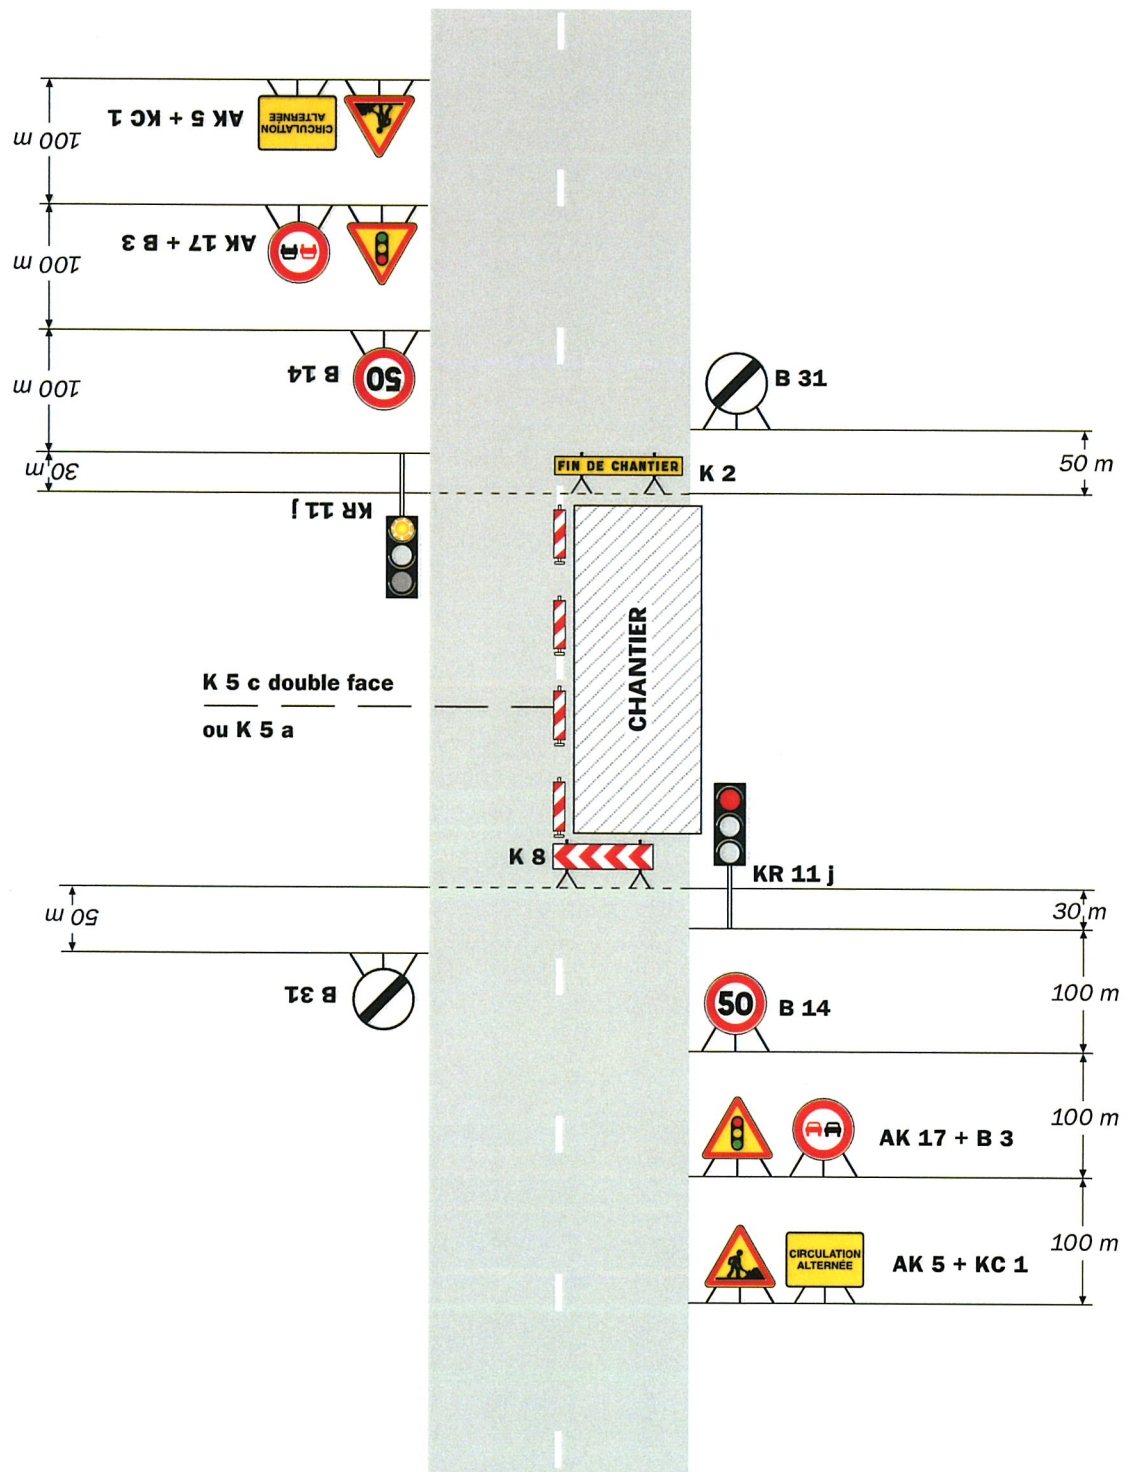 AK 5 + KC 1
CIRCULATION
ALTERNÉE
100 m
AK 17 + B 3
100 m
B 14
50
100 m
B 31
30 m
FIN DE CHANTIER
K 2
50 m
KR 11 j
CHANTIER
K 5 c double face
ou K 5 a
K 8
KR 11 j
50 m
30 m
B 31
50
B 14
100 m
AK 17 + B 3
100 m
CIRCULATION
ALTERNÉE
AK 5 + KC 1
100 m